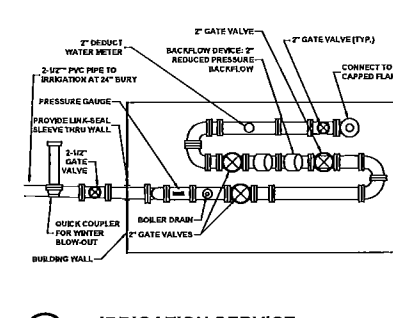 2" GATE VALVE
2" DEDUCT
WATER METER
BACKFLOW DEVICE: 2"
REDUCED PRESSURE
BACKFLOW
2" GATE VALVE (TYP.)
2-1/2" PVC PIPE TO
IRRIGATION AT 24" BURY
CONNECT TO
CAPPED FLA
PRESSURE GAUGE
PROVIDE LINK-SEAL
SLEEVE THRU WALL
2-1/2"
GATE
VALVE
QUICK COUPLER
FOR WINTER
BLOW-OUT
BOILER DRAIN
2" GATE VALVES
BUILDING WALL
IRRIGATION SERVICE